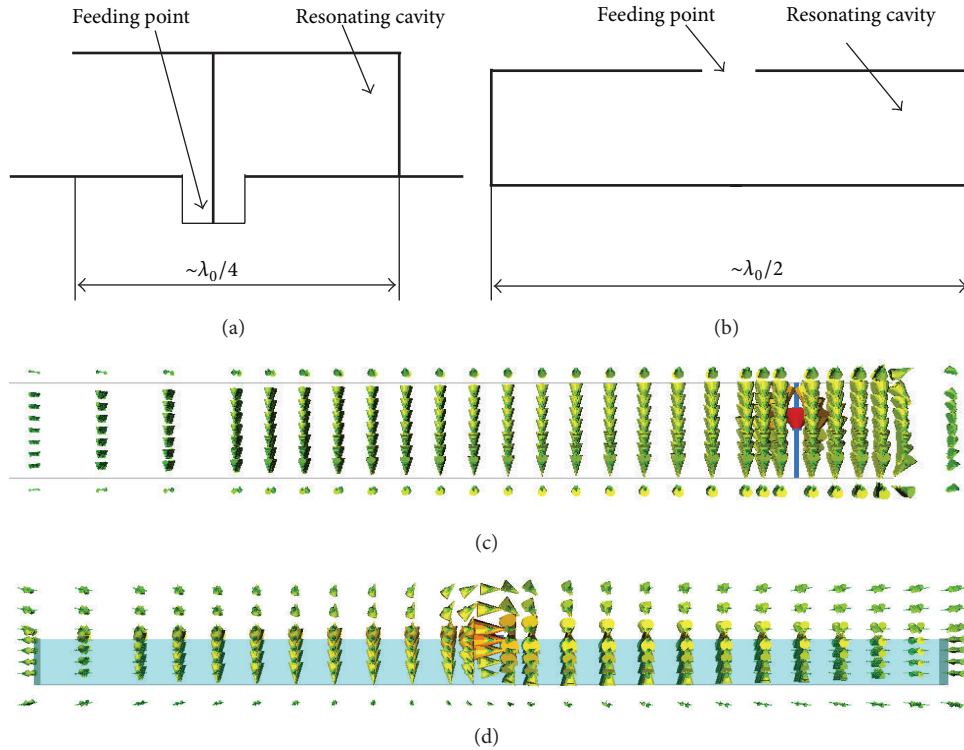 Feeding point
Resonating cavity
Feeding point
Resonating cavity
~λ₀/4
~λ₀/2
(a)
(b)
(c)
(d)